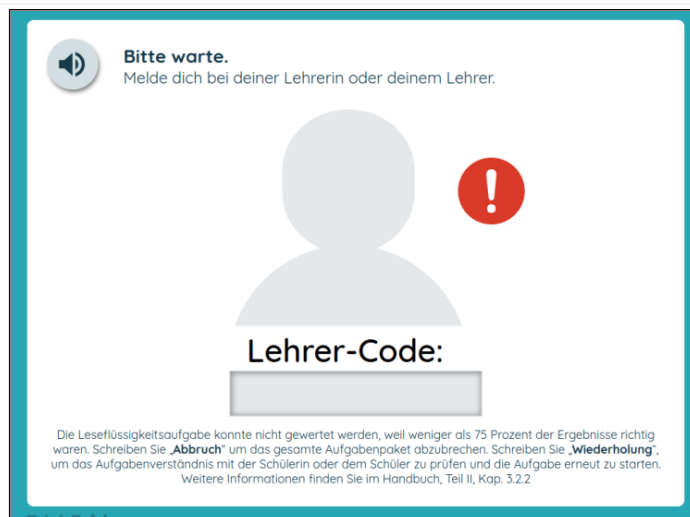 Bitte warte.
Melde dich bei deiner Lehrerin oder deinem Lehrer.
Lehrer-Code:
Die Leseflüssigkeitsaufgabe konnte nicht gewertet werden, weil weniger als 75 Prozent der Ergebnisse richtig
waren. Schreiben Sie „Abbruch“ um das gesamte Aufgabenpaket abzubrechen. Schreiben Sie „Wiederholung“,
um das Aufgabenverständnis mit der Schülerin oder dem Schüler zu prüfen und die Aufgabe erneut zu starten.
Weitere Informationen finden Sie im Handbuch, Teil II, Kap. 3.2.2